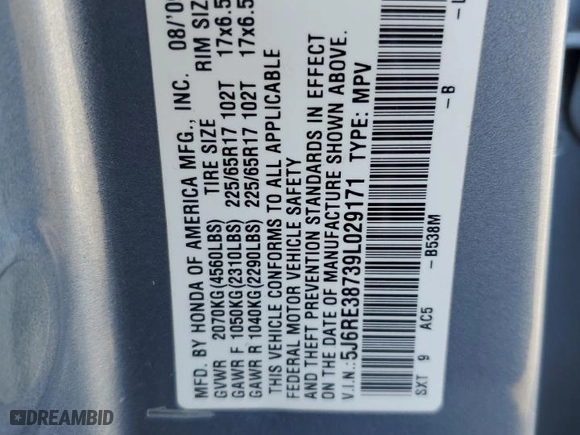 MFD. BY HONDA OF AMERICA MFG., INC. 08/'0
GVWR 2070KG(4560LBS) TIRE SIZE RIM SIZ
GAWR F 1050KG(2310LBS) 225/65R17 102T 17x6.5
GAWR R 1040KG(2290LBS) 225/65R17 102T 17x6.5
THIS VEHICLE CONFORMS TO ALL APPLICABLE
FEDERAL MOTOR VEHICLE SAFETY
AND THEFT PREVENTION STANDARDS IN EFFECT
ON THE DATE OF MANUFACTURE SHOWN ABOVE.
V.I.N.: 5J6RE38739L029171 TYPE: MPV
SXT 9 AC5 - B538M - B
DREAMBID